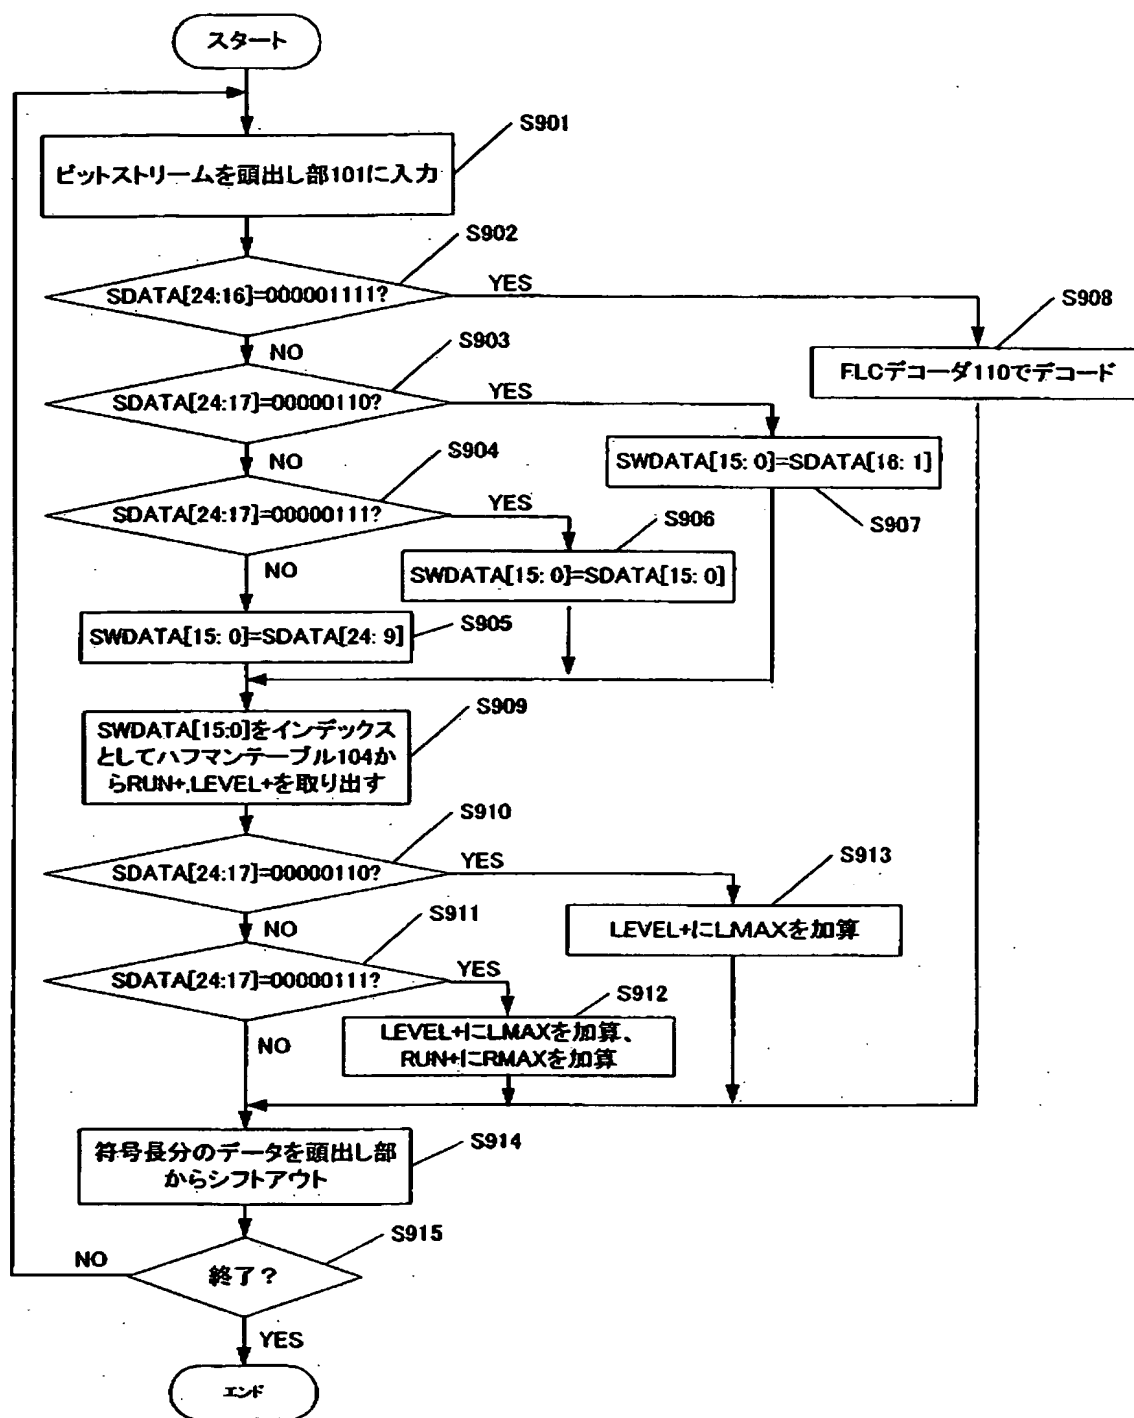 スタート
S901
ビットストリームを頭出し部101に入力
S902
SDATA[24:16]=000001111?
YES
NO
S908
FLCデコーダ110でデコード
S903
SDATA[24:17]=00000110?
YES
NO
SWDATA[15: 0]=SDATA[16: 1]
S907
S904
SDATA[24:17]=00000111?
YES
NO
S906
SWDATA[15: 0]=SDATA[15: 0]
S905
SWDATA[15: 0]=SDATA[24: 9]
S909
SWDATA[15:0]をインデックス
としてハフマンテーブル104か
らRUN+,LEVEL+を取り出す
S910
SDATA[24:17]=00000110?
YES
NO
S913
LEVEL+にLMAXを加算
S911
SDATA[24:17]=00000111?
YES
NO
S912
LEVEL+にLMAXを加算、
RUN+にRMAXを加算
S914
符号長分のデータを頭出し部
からシフトアウト
S915
終了?
NO
YES
エンド